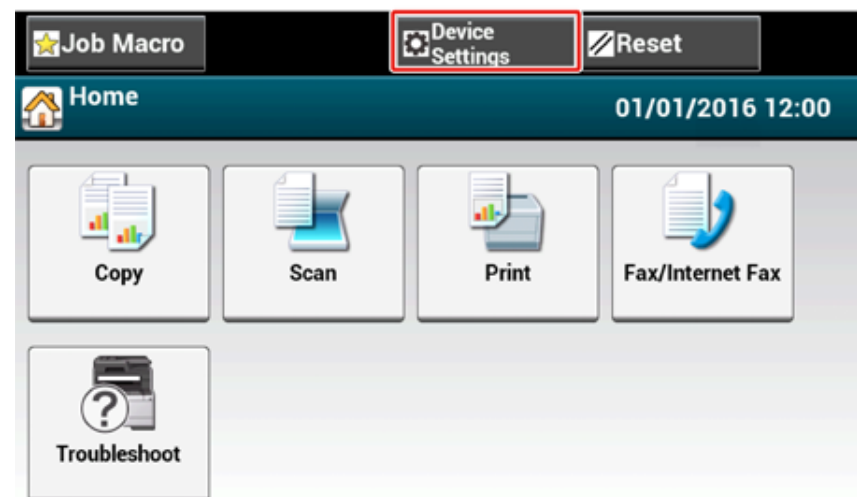 Job Macro
Device
Settings
Reset
Home
01/01/2016 12:00
Copy
Scan
Print
Fax/Internet Fax
?
Troubleshoot